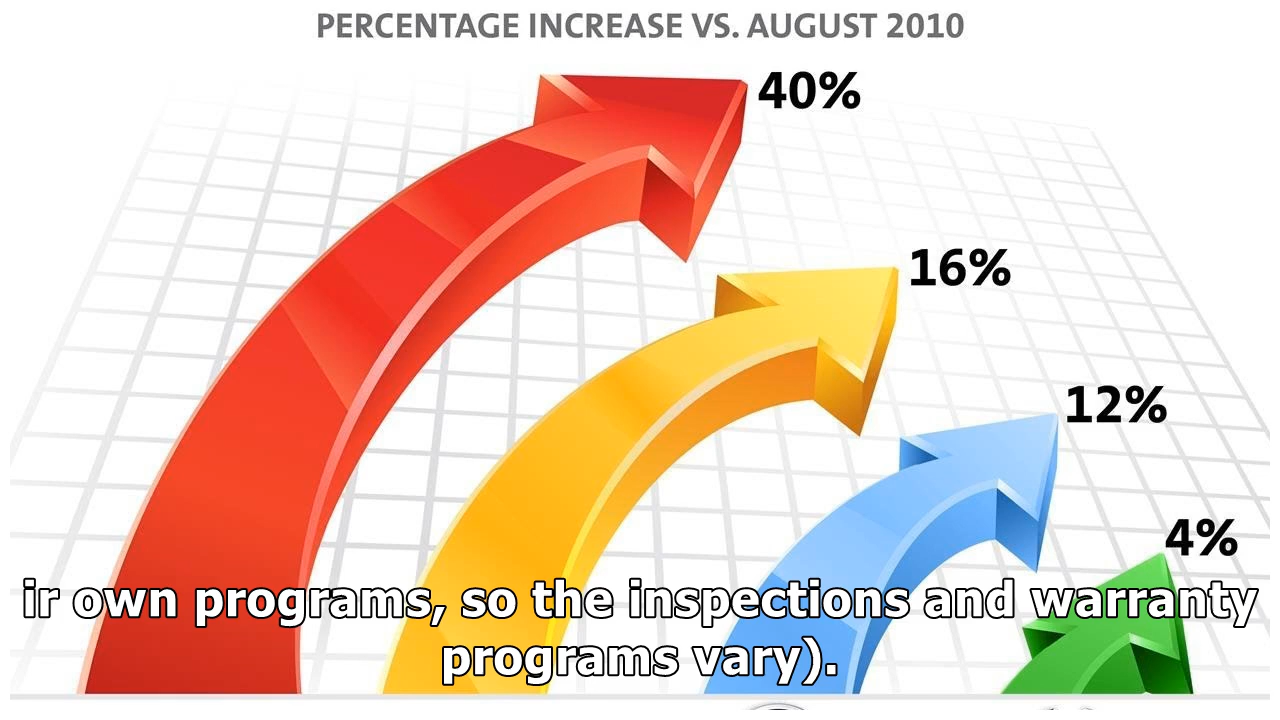 PERCENTAGE INCREASE VS. AUGUST 2010
40%
16%
12%
4%
ir own programs, so the inspections and warranty
programs vary).